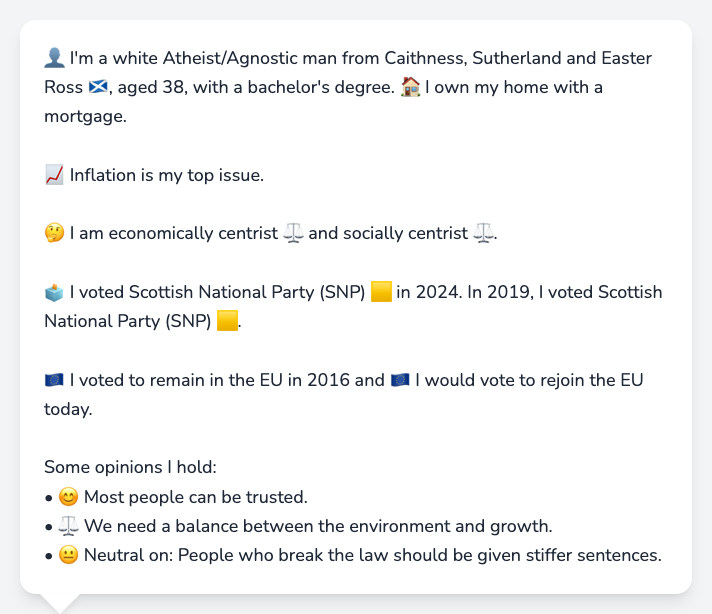 👤 I'm a white Atheist/Agnostic man from Caithness, Sutherland and Easter
Ross 🏴󠁧󠁢󠁳󠁣󠁴󠁿, aged 38, with a bachelor's degree. 🏠 I own my home with a
mortgage.
📈 Inflation is my top issue.
🤔 I am economically centrist ⚖️ and socially centrist ⚖️.
🗳️ I voted Scottish National Party (SNP) 🟨 in 2024. In 2019, I voted Scottish
National Party (SNP) 🟨.
🇪🇺 I voted to remain in the EU in 2016 and 🇪🇺 I would vote to rejoin the EU
today.
Some opinions I hold:
• 😊 Most people can be trusted.
• ⚖️ We need a balance between the environment and growth.
• 😐 Neutral on: People who break the law should be given stiffer sentences.